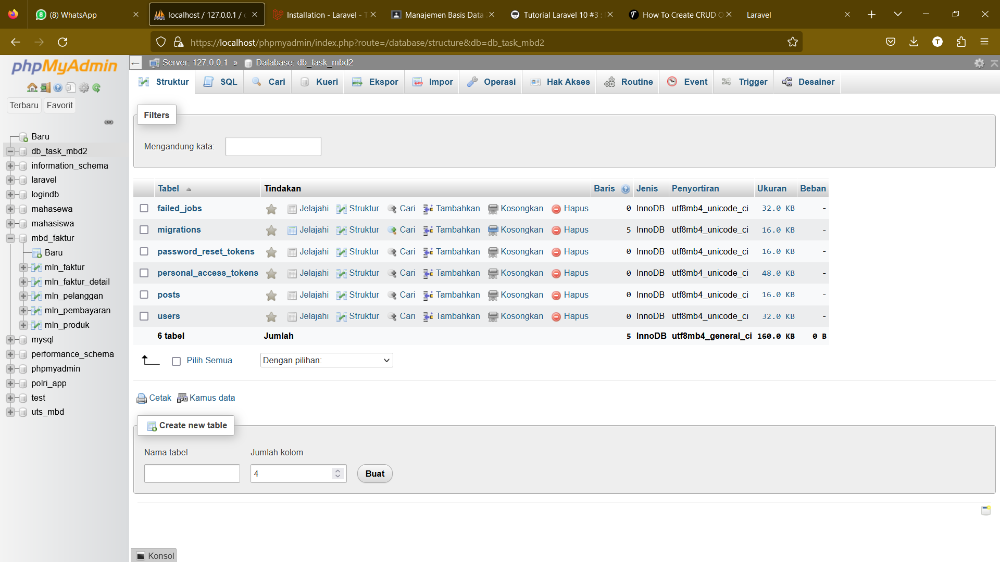 (8) WhatsApp
localhost / 127.0.0.1 /
Installation - Laravel -
Manajemen Basis Data
Tutorial Laravel 10 #3 :
How To Create CRUD O
Laravel
https://localhost/phpmyadmin/index.php?route=/database/structure&db=db_task_mbd2
T
phpMyAdmin
Terbaru
Favorit
Baru
db_task_mbd2
information_schema
laravel
logindb
mahasewa
mahasiswa
mbd_faktur
Baru
mln_faktur
mln_faktur_detail
mln_pelanggan
mln_pembayaran
mln_produk
mysql
performance_schema
phpmyadmin
polri_app
test
uts_mbd
Server: 127.0.0.1 » Database: db_task_mbd2
Struktur SQL Cari Kueri Ekspor Impor Operasi Hak Akses Routine Event Trigger Desainer
Filters
Mengandung kata:
Tabel Tindakan Baris Jenis Penyortiran Ukuran Beban
failed_jobs Jelajahi Struktur Cari Tambahkan Kosongkan Hapus 0 InnoDB utf8mb4_unicode_ci 32.0 KB -
migrations Jelajahi Struktur Cari Tambahkan Kosongkan Hapus 5 InnoDB utf8mb4_unicode_ci 16.0 KB -
password_reset_tokens Jelajahi Struktur Cari Tambahkan Kosongkan Hapus 0 InnoDB utf8mb4_unicode_ci 16.0 KB -
personal_access_tokens Jelajahi Struktur Cari Tambahkan Kosongkan Hapus 0 InnoDB utf8mb4_unicode_ci 48.0 KB -
posts Jelajahi Struktur Cari Tambahkan Kosongkan Hapus 0 InnoDB utf8mb4_unicode_ci 16.0 KB -
users Jelajahi Struktur Cari Tambahkan Kosongkan Hapus 0 InnoDB utf8mb4_unicode_ci 32.0 KB -
6 tabel Jumlah 5 InnoDB utf8mb4_general_ci 160.0 KB 0 B
Pilih Semua
Dengan pilihan:
Cetak
Kamus data
Create new table
Nama tabel
Jumlah kolom
4
Buat
Konsol